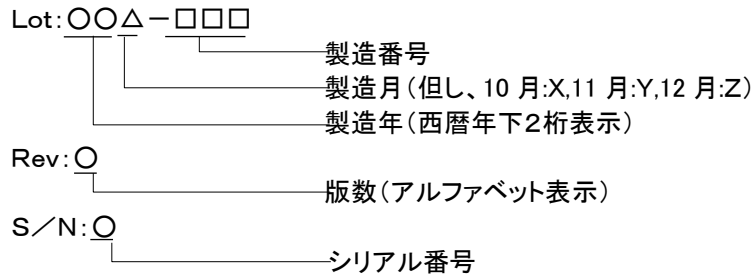 Lot:○○△－□□□
製造番号
製造月(但し、10 月:X,11 月:Y,12 月:Z)
製造年(西暦年下２桁表示)
Rev:○
版数(アルファベット表示)
S／N:○
シリアル番号